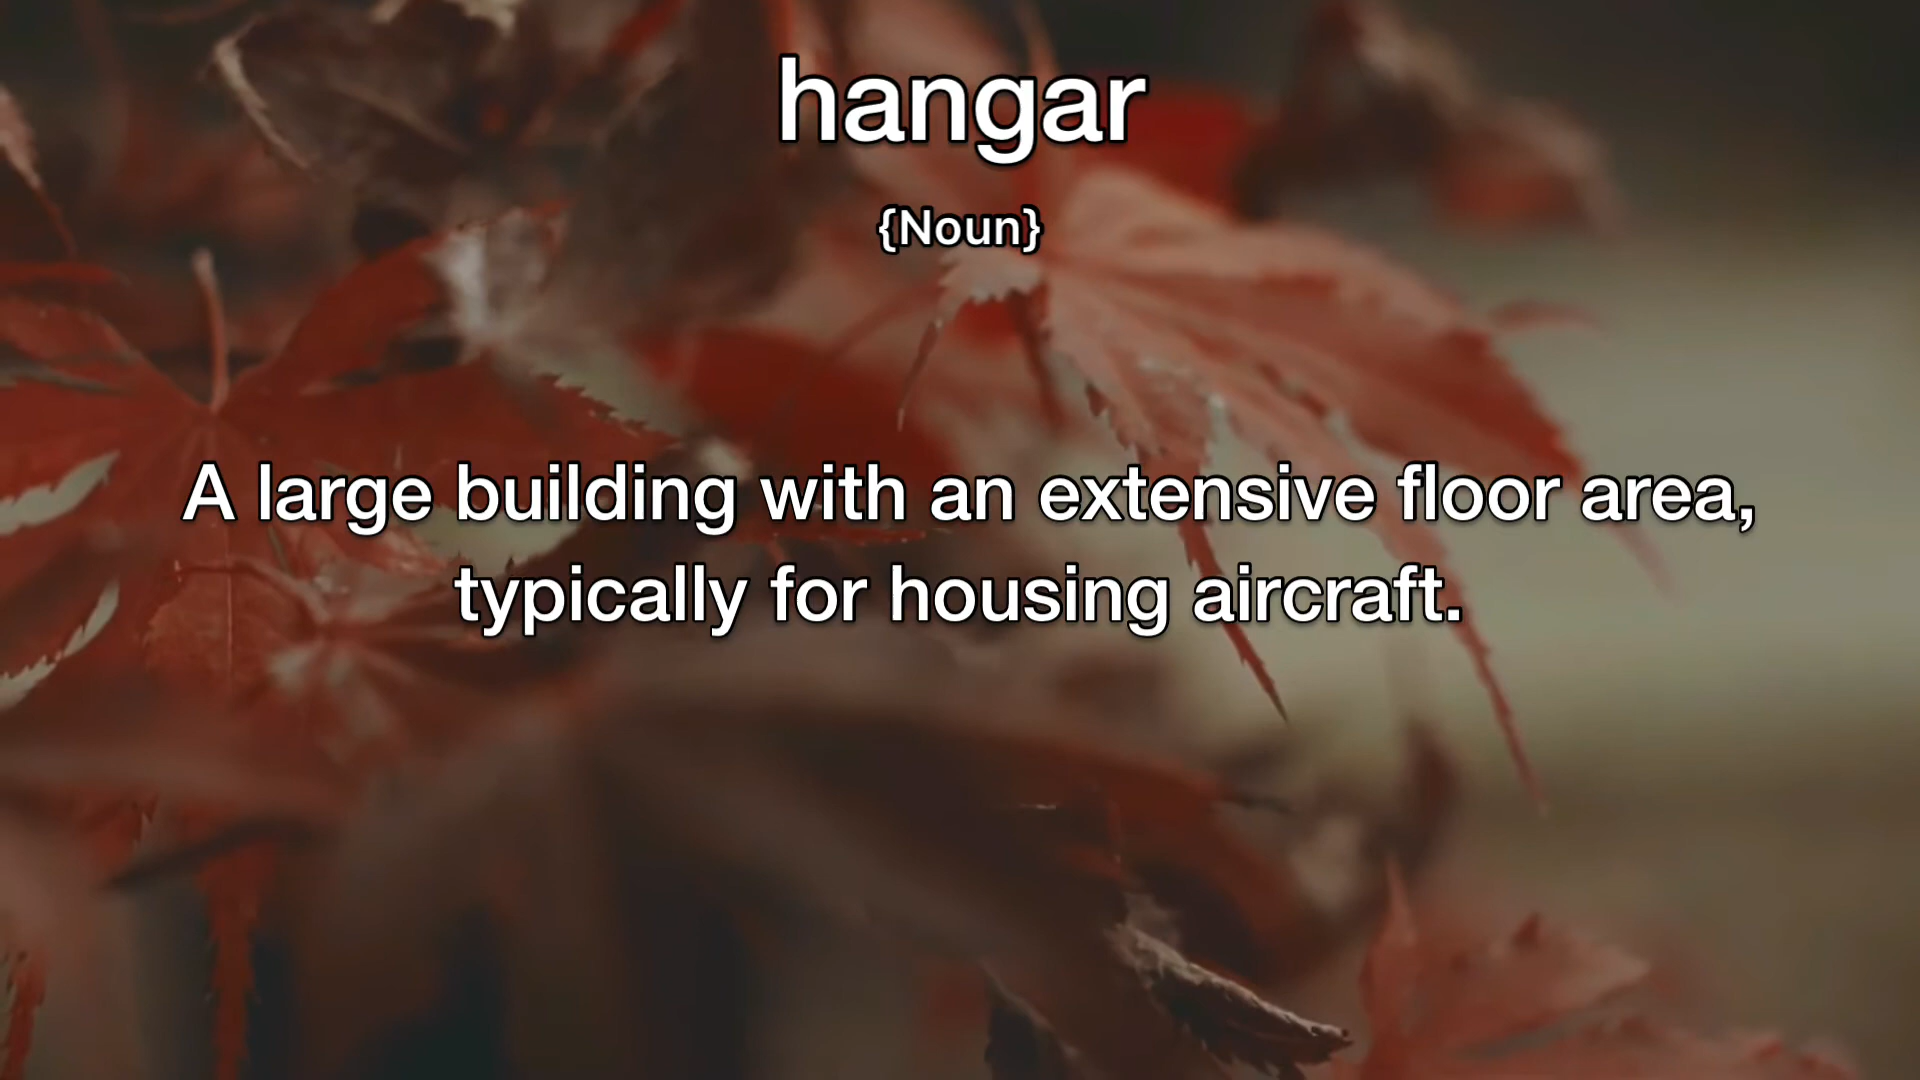 hangar
{Noun}
A large building with an extensive floor area,
typically for housing aircraft.